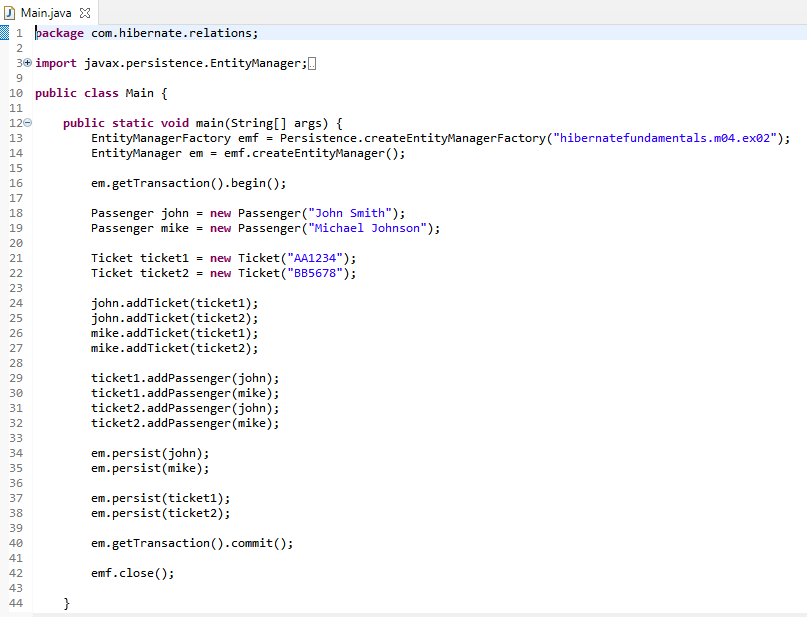 Main.java
1 package com.hibernate.relations;
2
3 import javax.persistence.EntityManager;
9
10 public class Main {
11
12 public static void main(String[] args) {
13 EntityManagerFactory emf = Persistence.createEntityManagerFactory("hibernatefundamentals.m04.ex02");
14 EntityManager em = emf.createEntityManager();
15
16 em.getTransaction().begin();
17
18 Passenger john = new Passenger("John Smith");
19 Passenger mike = new Passenger("Michael Johnson");
20
21 Ticket ticket1 = new Ticket("AA1234");
22 Ticket ticket2 = new Ticket("BB5678");
23
24 john.addTicket(ticket1);
25 john.addTicket(ticket2);
26 mike.addTicket(ticket1);
27 mike.addTicket(ticket2);
28
29 ticket1.addPassenger(john);
30 ticket1.addPassenger(mike);
31 ticket2.addPassenger(john);
32 ticket2.addPassenger(mike);
33
34 em.persist(john);
35 em.persist(mike);
36
37 em.persist(ticket1);
38 em.persist(ticket2);
39
40 em.getTransaction().commit();
41
42 emf.close();
43
44 }